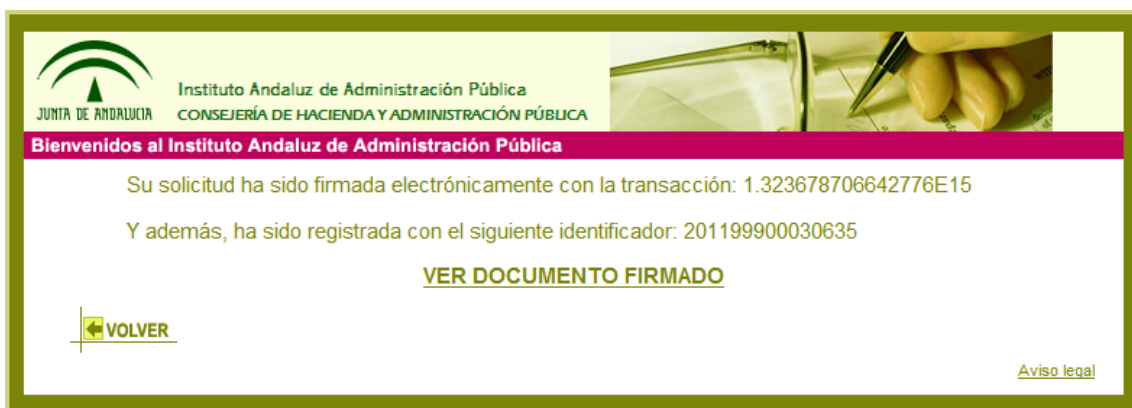 JUNTA DE ANDALUCIA
Instituto Andaluz de Administración Pública
CONSEJERÍA DE HACIENDA Y ADMINISTRACIÓN PÚBLICA
Bienvenidos al Instituto Andaluz de Administración Pública
Su solicitud ha sido firmada electrónicamente con la transacción: 1.323678706642776E15
Y además, ha sido registrada con el siguiente identificador: 201199900030635
VER DOCUMENTO FIRMADO
VOLVER
Aviso legal